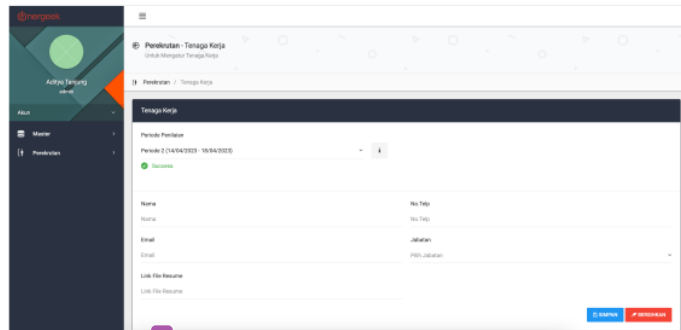 energeek
Perekrutan - Tenaga Kerja
Untuk Mengatur Tenaga Kerja
Aditya Tanjung
admin
Perekrutan / Tenaga Kerja
Akun
Tenaga Kerja
Master
Perekrutan
Periode Penilaian
Periode 2 (14/04/2023 - 18/04/2023)
Success
Nama
No.Telp
Nama
No.Telp
Email
Jabatan
Email
Pilih Jabatan
Link File Resume
Link File Resume
SIMPAN
BERSIHKAN